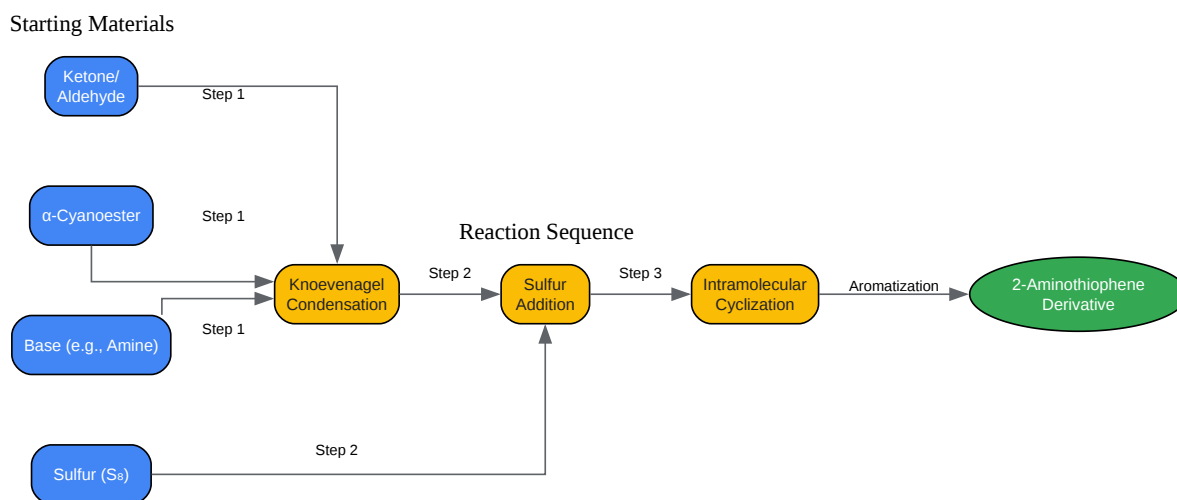 Starting Materials
Ketone/
Aldehyde
Step 1
α-Cyanoester
Step 1
Reaction Sequence
Knoevenagel
Condensation
Step 2
Sulfur
Addition
Step 3
Intramolecular
Cyclization
Aromatization
2-Aminothiophene
Derivative
Base (e.g., Amine)
Step 1
Step 2
Sulfur (S₈)